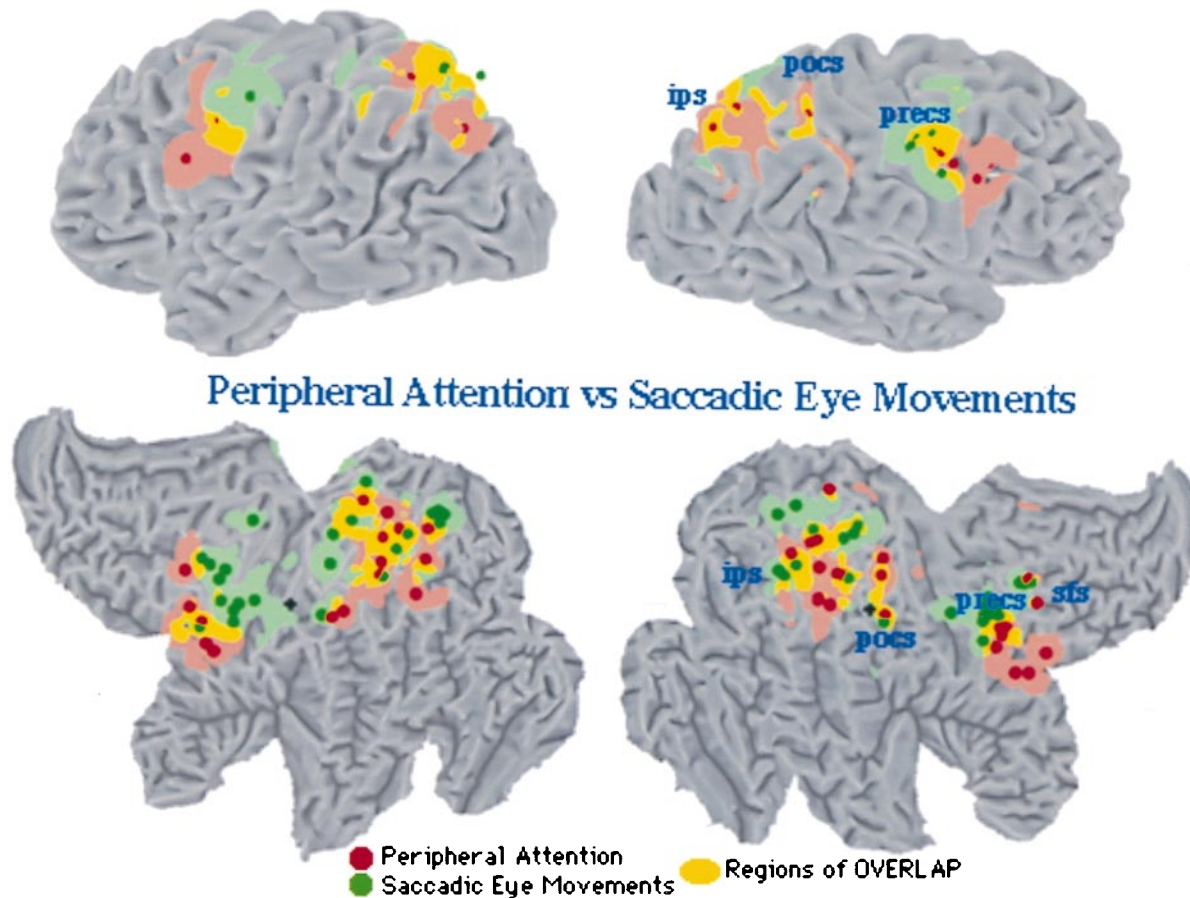 pocs
ips
precs
Peripheral Attention vs Saccadic Eye Movements
ips
precs
sfs
pocs
Peripheral Attention
Saccadic Eye Movements
Regions of OVERLAP